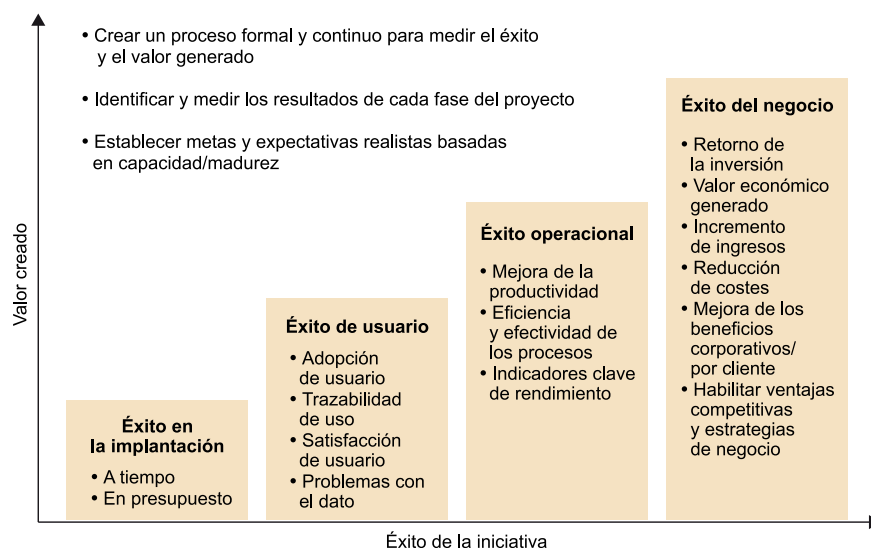 • Crear un proceso formal y continuo para medir el éxito
y el valor generado
• Identificar y medir los resultados de cada fase del proyecto
• Establecer metas y expectativas realistas basadas
en capacidad/madurez
Valor creado
Éxito en
la implantación
• A tiempo
• En presupuesto
Éxito de usuario
• Adopción
de usuario
• Trazabilidad
de uso
• Satisfacción
de usuario
• Problemas con
el dato
Éxito operacional
• Mejora de la
productividad
• Eficiencia
y efectividad de
los procesos
• Indicadores clave
de rendimiento
Éxito del negocio
• Retorno de
la inversión
• Valor económico
generado
• Incremento
de ingresos
• Reducción
de costes
• Mejora de los
beneficios
corporativos/
por cliente
• Habilitar ventajas
competitivas
y estrategias
de negocio
Éxito de la iniciativa